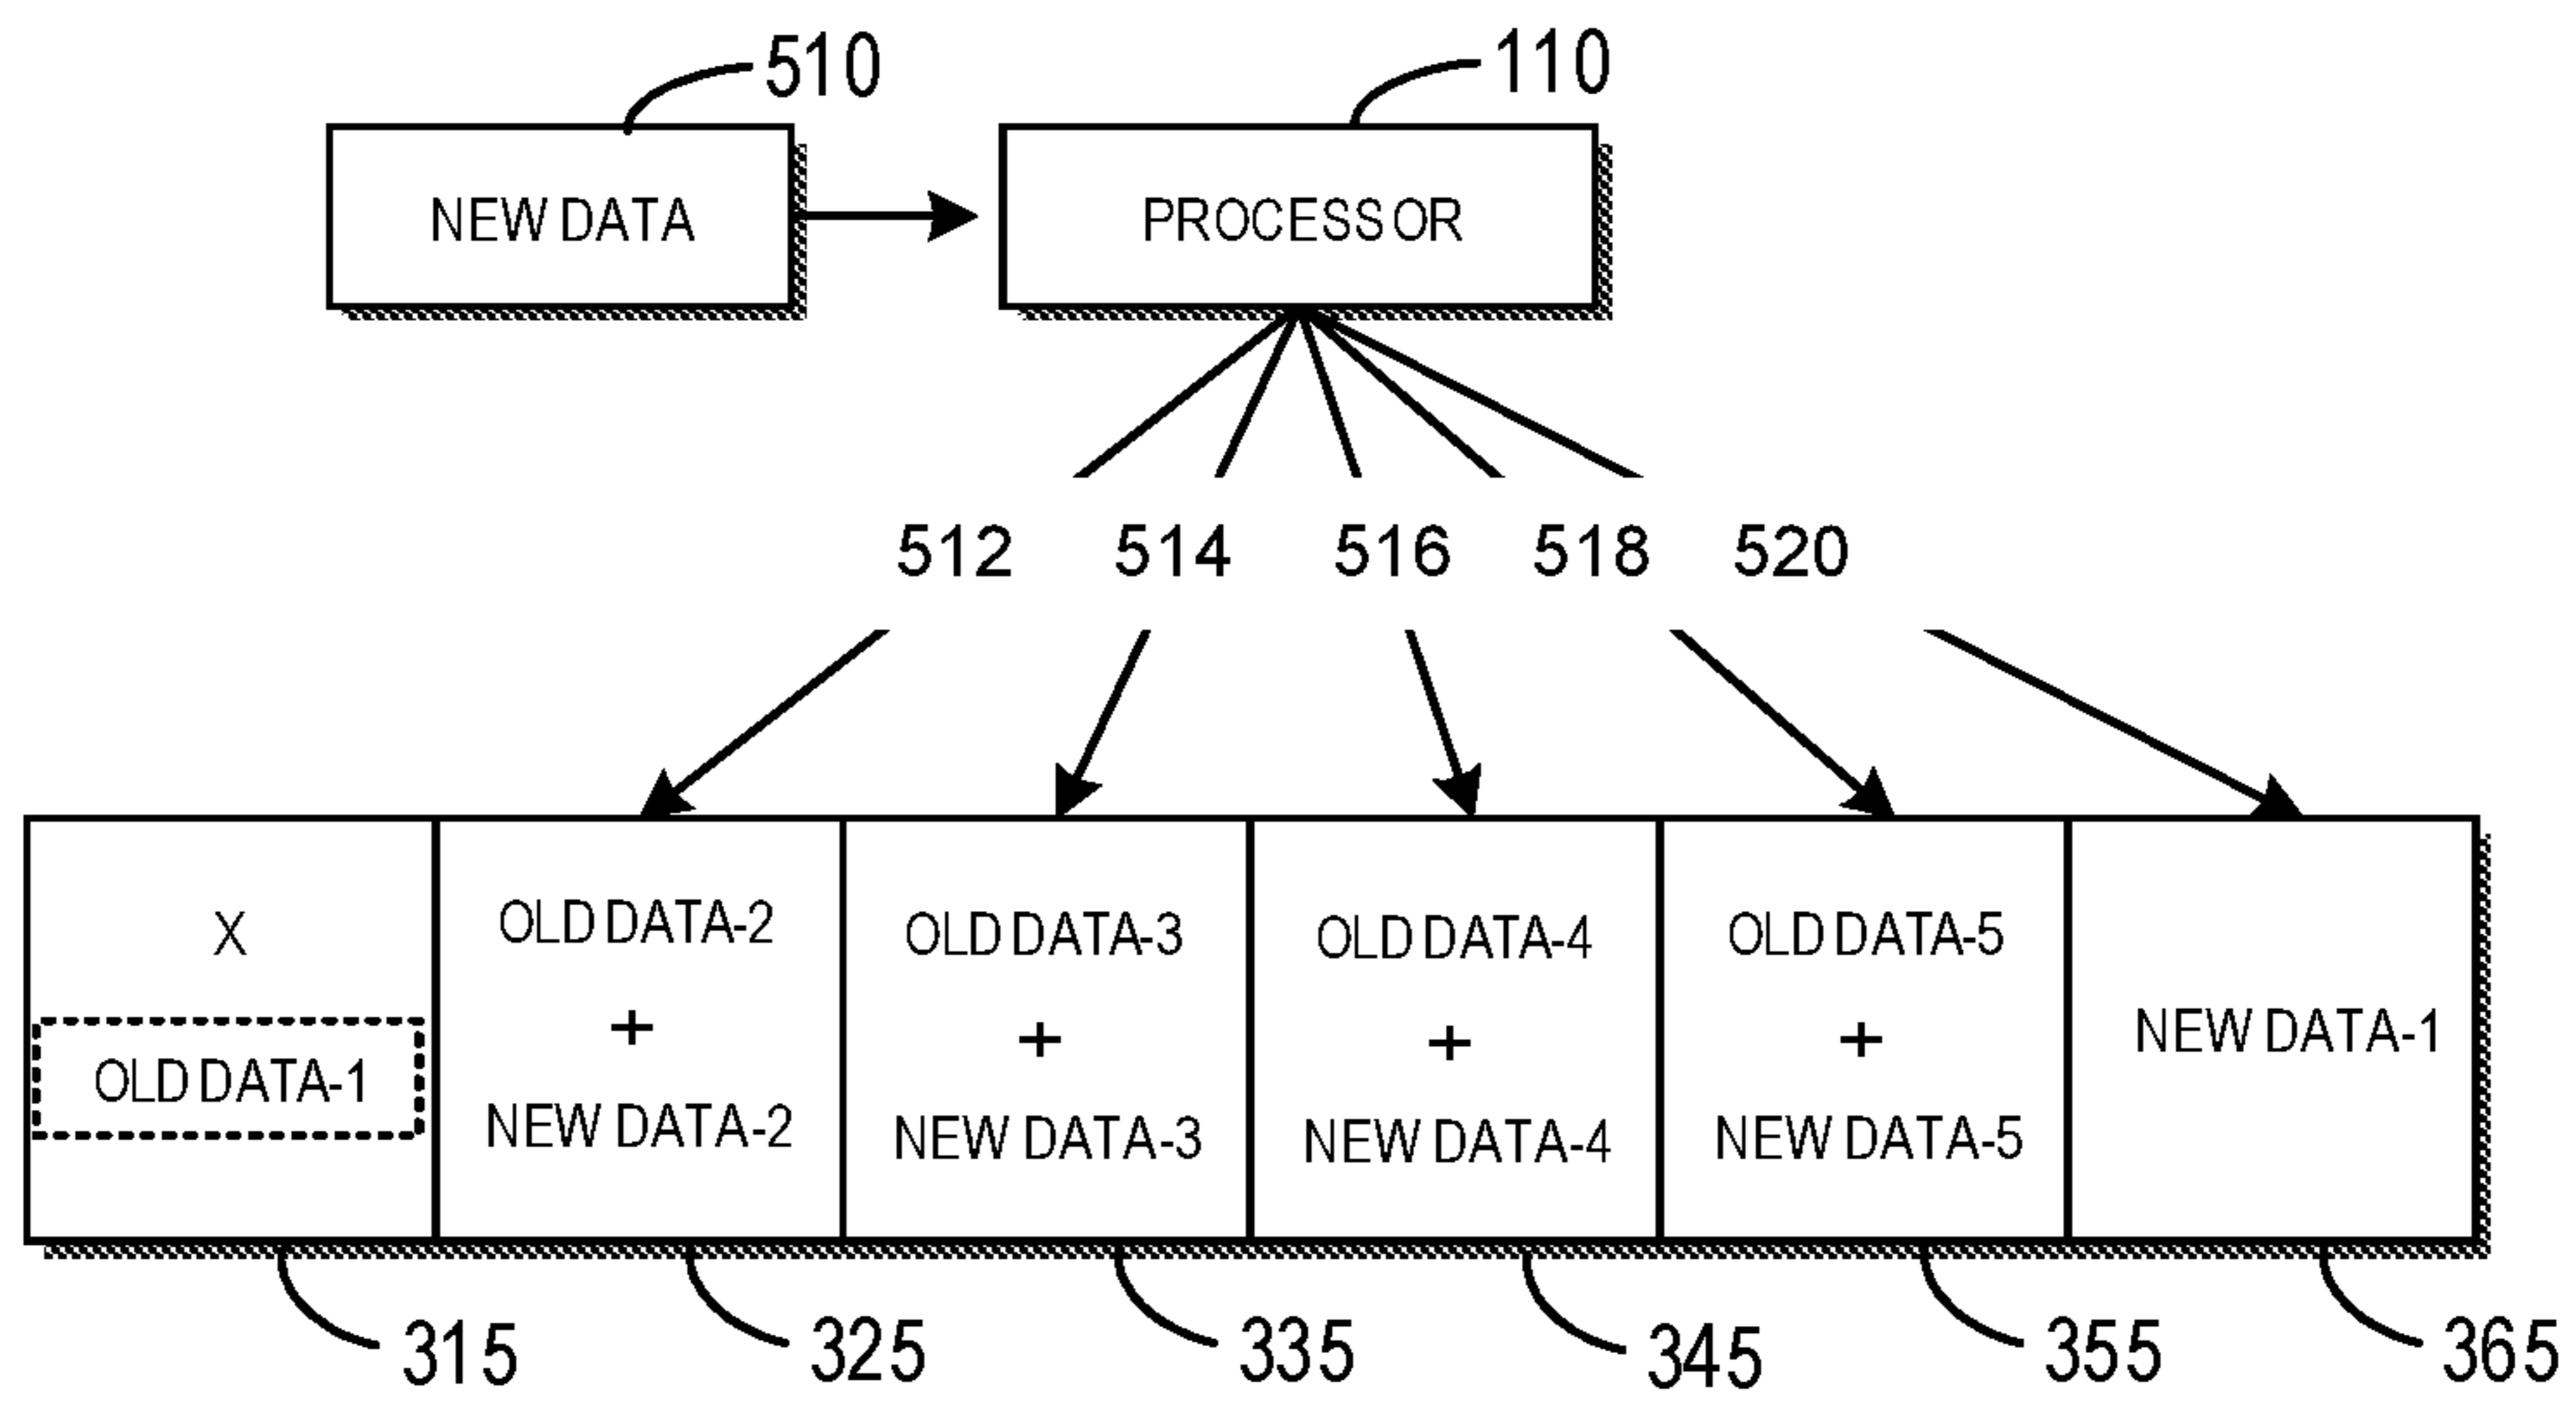 510
110
NEW DATA
PROCESSOR
512 514 516 518 520
X
OLD DATA-1
OLD DATA-2
+
NEW DATA-2
OLD DATA-3
+
NEW DATA-3
OLD DATA-4
+
NEW DATA-4
OLD DATA-5
+
NEW DATA-5
NEW DATA-1
315 325 335 345 355 365